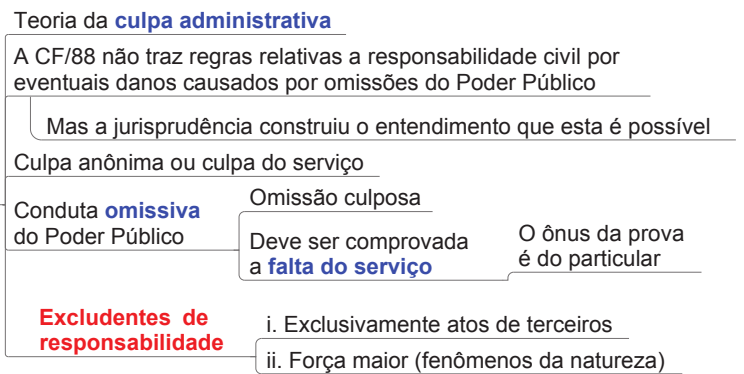 Teoria da culpa administrativa
A CF/88 não traz regras relativas a responsabilidade civil por
eventuais danos causados por omissões do Poder Público
Mas a jurisprudência construiu o entendimento que esta é possível
Culpa anônima ou culpa do serviço
Conduta omissiva
do Poder Público
Omissão culposa
Deve ser comprovada
a falta do serviço
O ônus da prova
é do particular
Excludentes de
responsabilidade
i. Exclusivamente atos de terceiros
ii. Força maior (fenômenos da natureza)